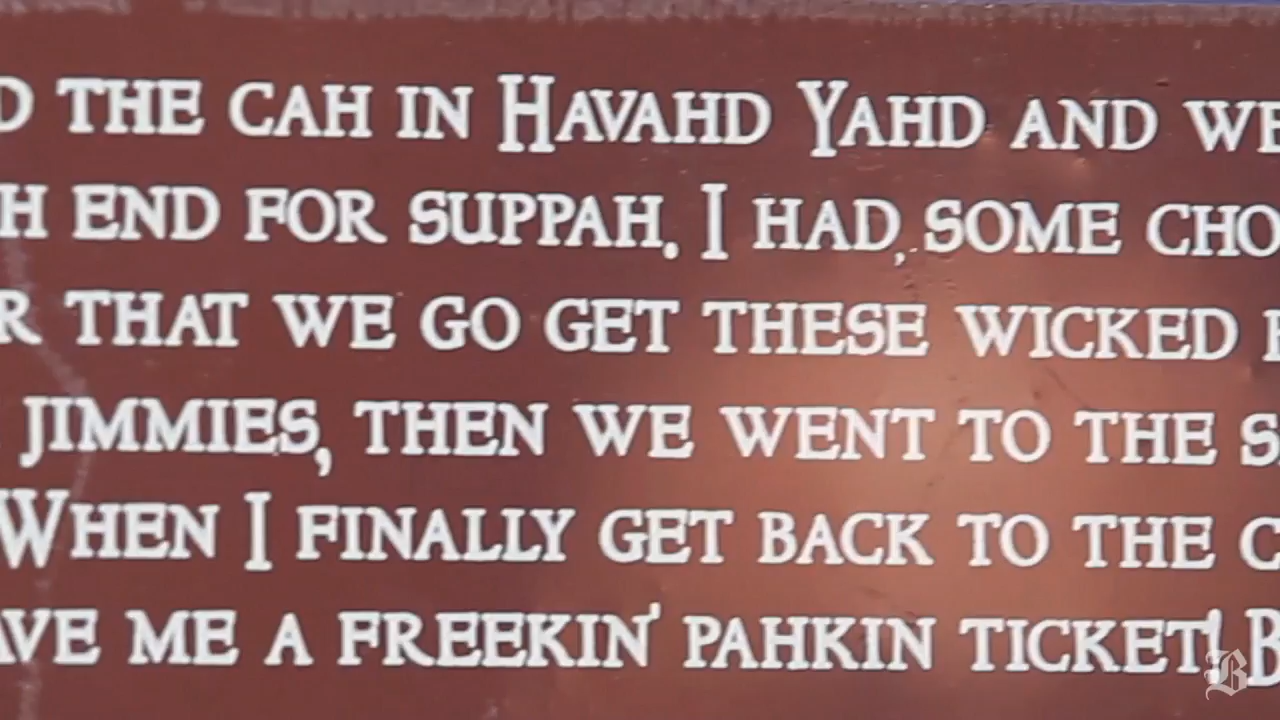 D THE CAH IN HAVAHD YAHD AND WE
H END FOR SUPPAH. I HAD, SOME CHO
R THAT WE GO GET THESE WICKED
JIMMIES, THEN WE WENT TO THE S
WHEN I FINALLY GET BACK TO THE C
AVE ME A FREEKIN' PAHKIN TICKET! B
B